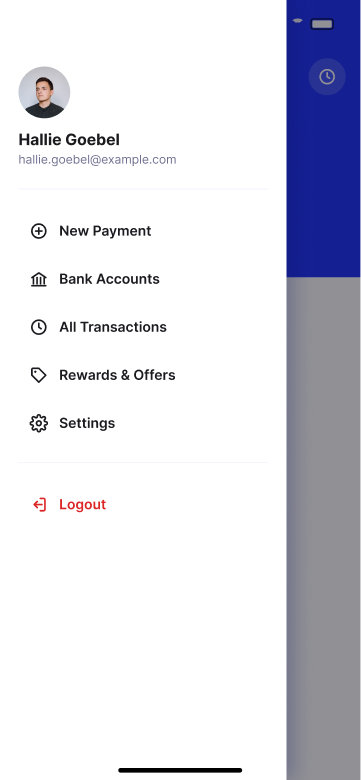 Hallie Goebel
hallie.goebel@example.com
New Payment
Bank Accounts
All Transactions
Rewards & Offers
Settings
Logout